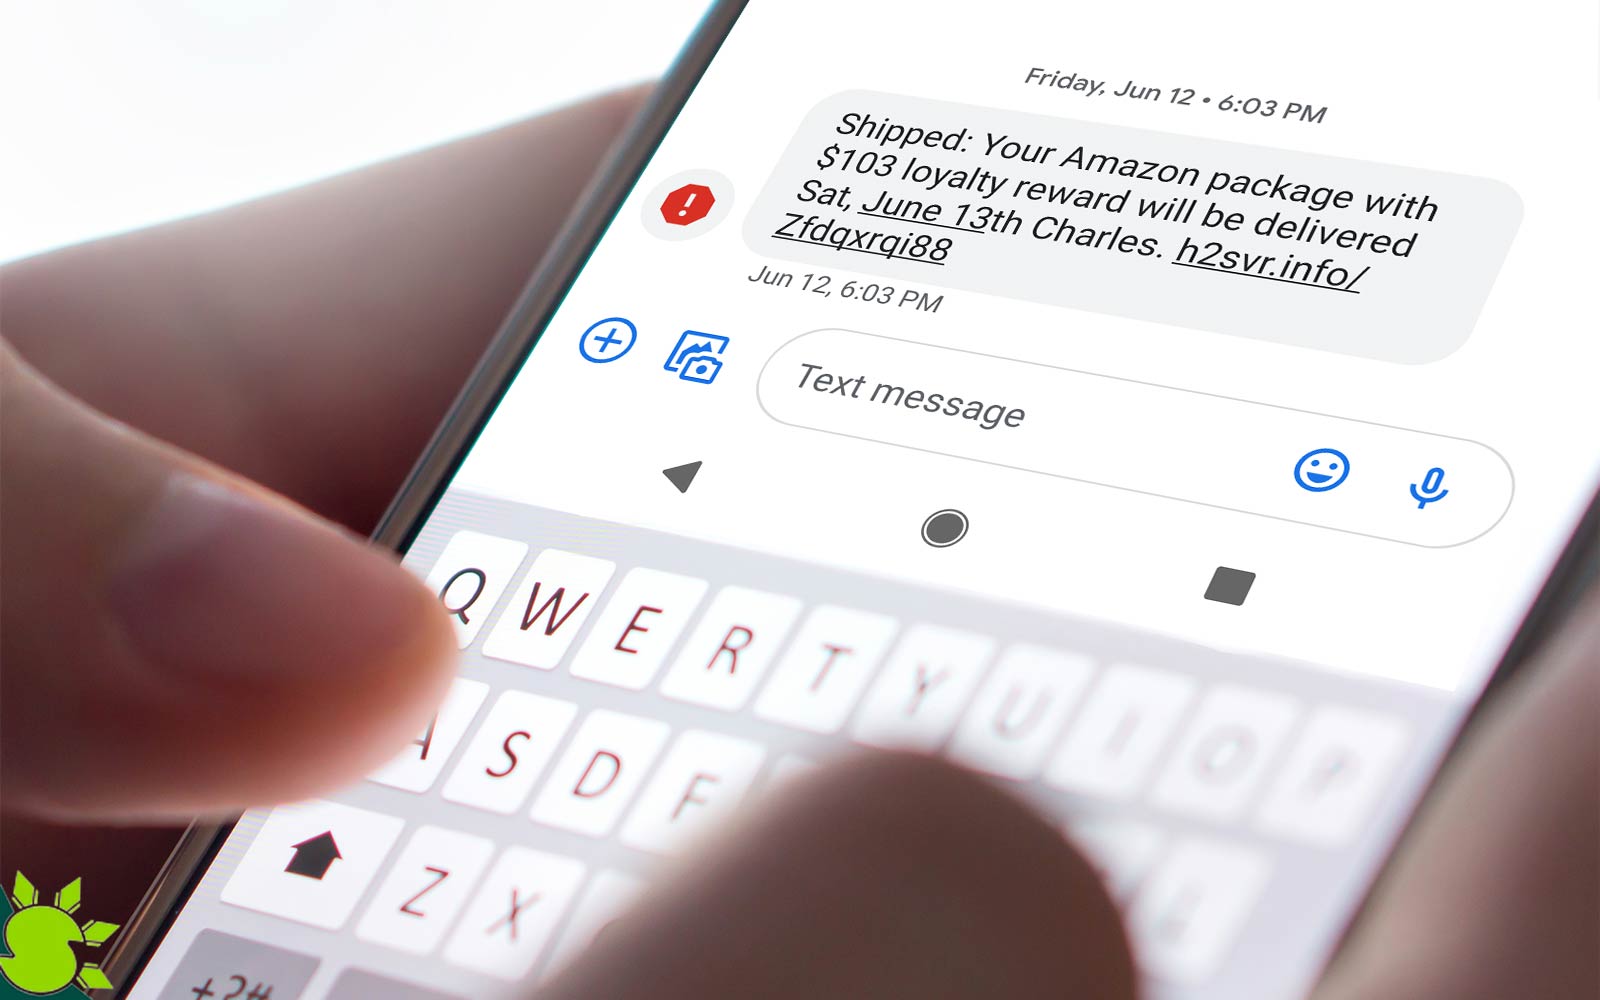 Friday, Jun 12 • 6:03 PM
Shipped: Your Amazon package with
$103 loyalty reward will be delivered
Sat, June 13th Charles. h2svr.info/
Zfdqxrqi88
Jun 12, 6:03 PM
Text message
Q W E R T Y U I O P
A S D F
Z X
+?#